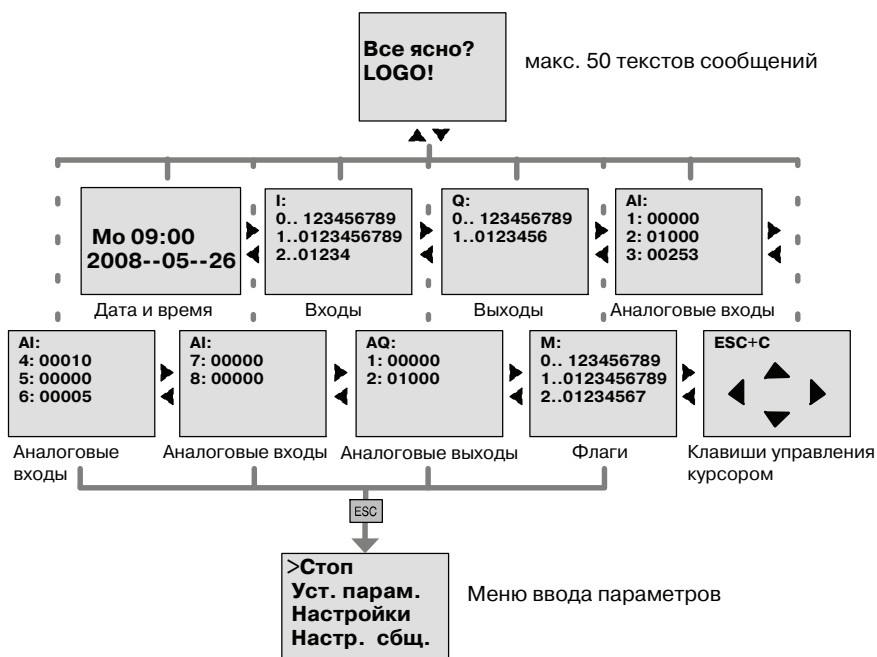 Все ясно?
LOGO!
макс. 50 текстов сообщений
Mo 09:00
2008--05--26
Дата и время
I:
0.. 123456789
1..0123456789
2..01234
Входы
Q:
0.. 123456789
1..0123456
Выходы
AI:
1: 00000
2: 01000
3: 00253
Аналоговые входы
AI:
4: 00010
5: 00000
6: 00005
Аналоговые
входы
AI:
7: 00000
8: 00000
Аналоговые входы
AQ:
1: 00000
2: 01000
Аналоговые выходы
M:
0.. 123456789
1..0123456789
2..01234567
Флаги
ESC+C
Клавиши управления
курсором
ESC
>Стоп
Уст. парам.
Настройки
Настр. сбщ.
Меню ввода параметров